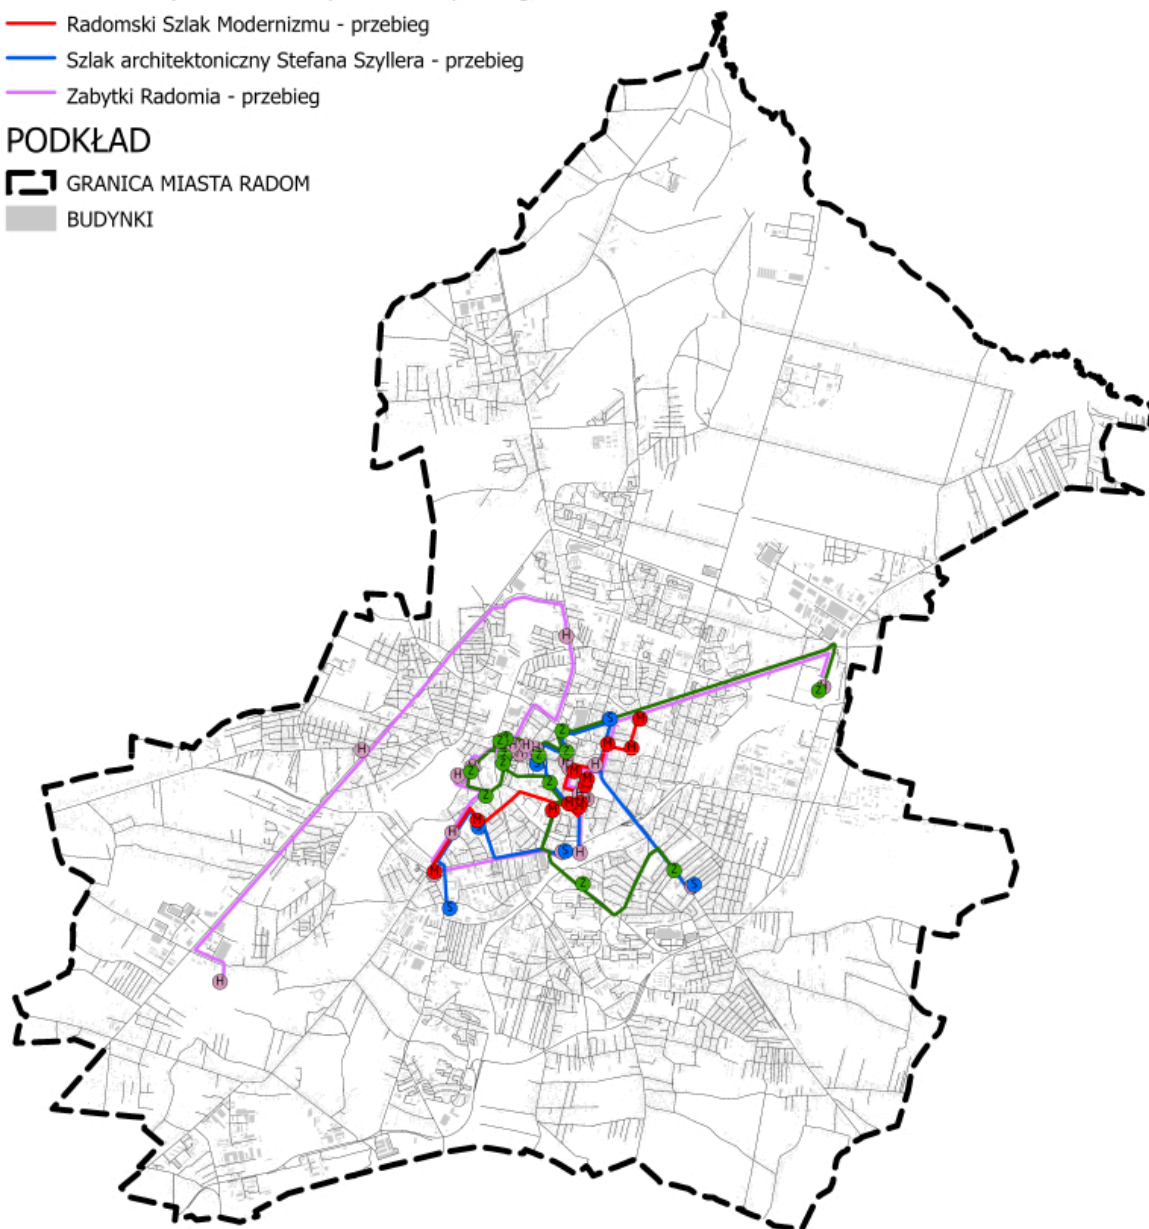 Radomski Szlak Modernizmu - przebieg
Szlak architektoniczny Stefana Szyllera - przebieg
Zabytki Radomia - przebieg
PODKŁAD
GRANICA MIASTA RADOM
BUDYNKI
H
H
S
M
M
M
Z
Z
H
H
Z
Z
Z
Z
H
M
M
H
Z
Z
Z
M
M
H
M
S
H
M
Z
Z
S
S
H